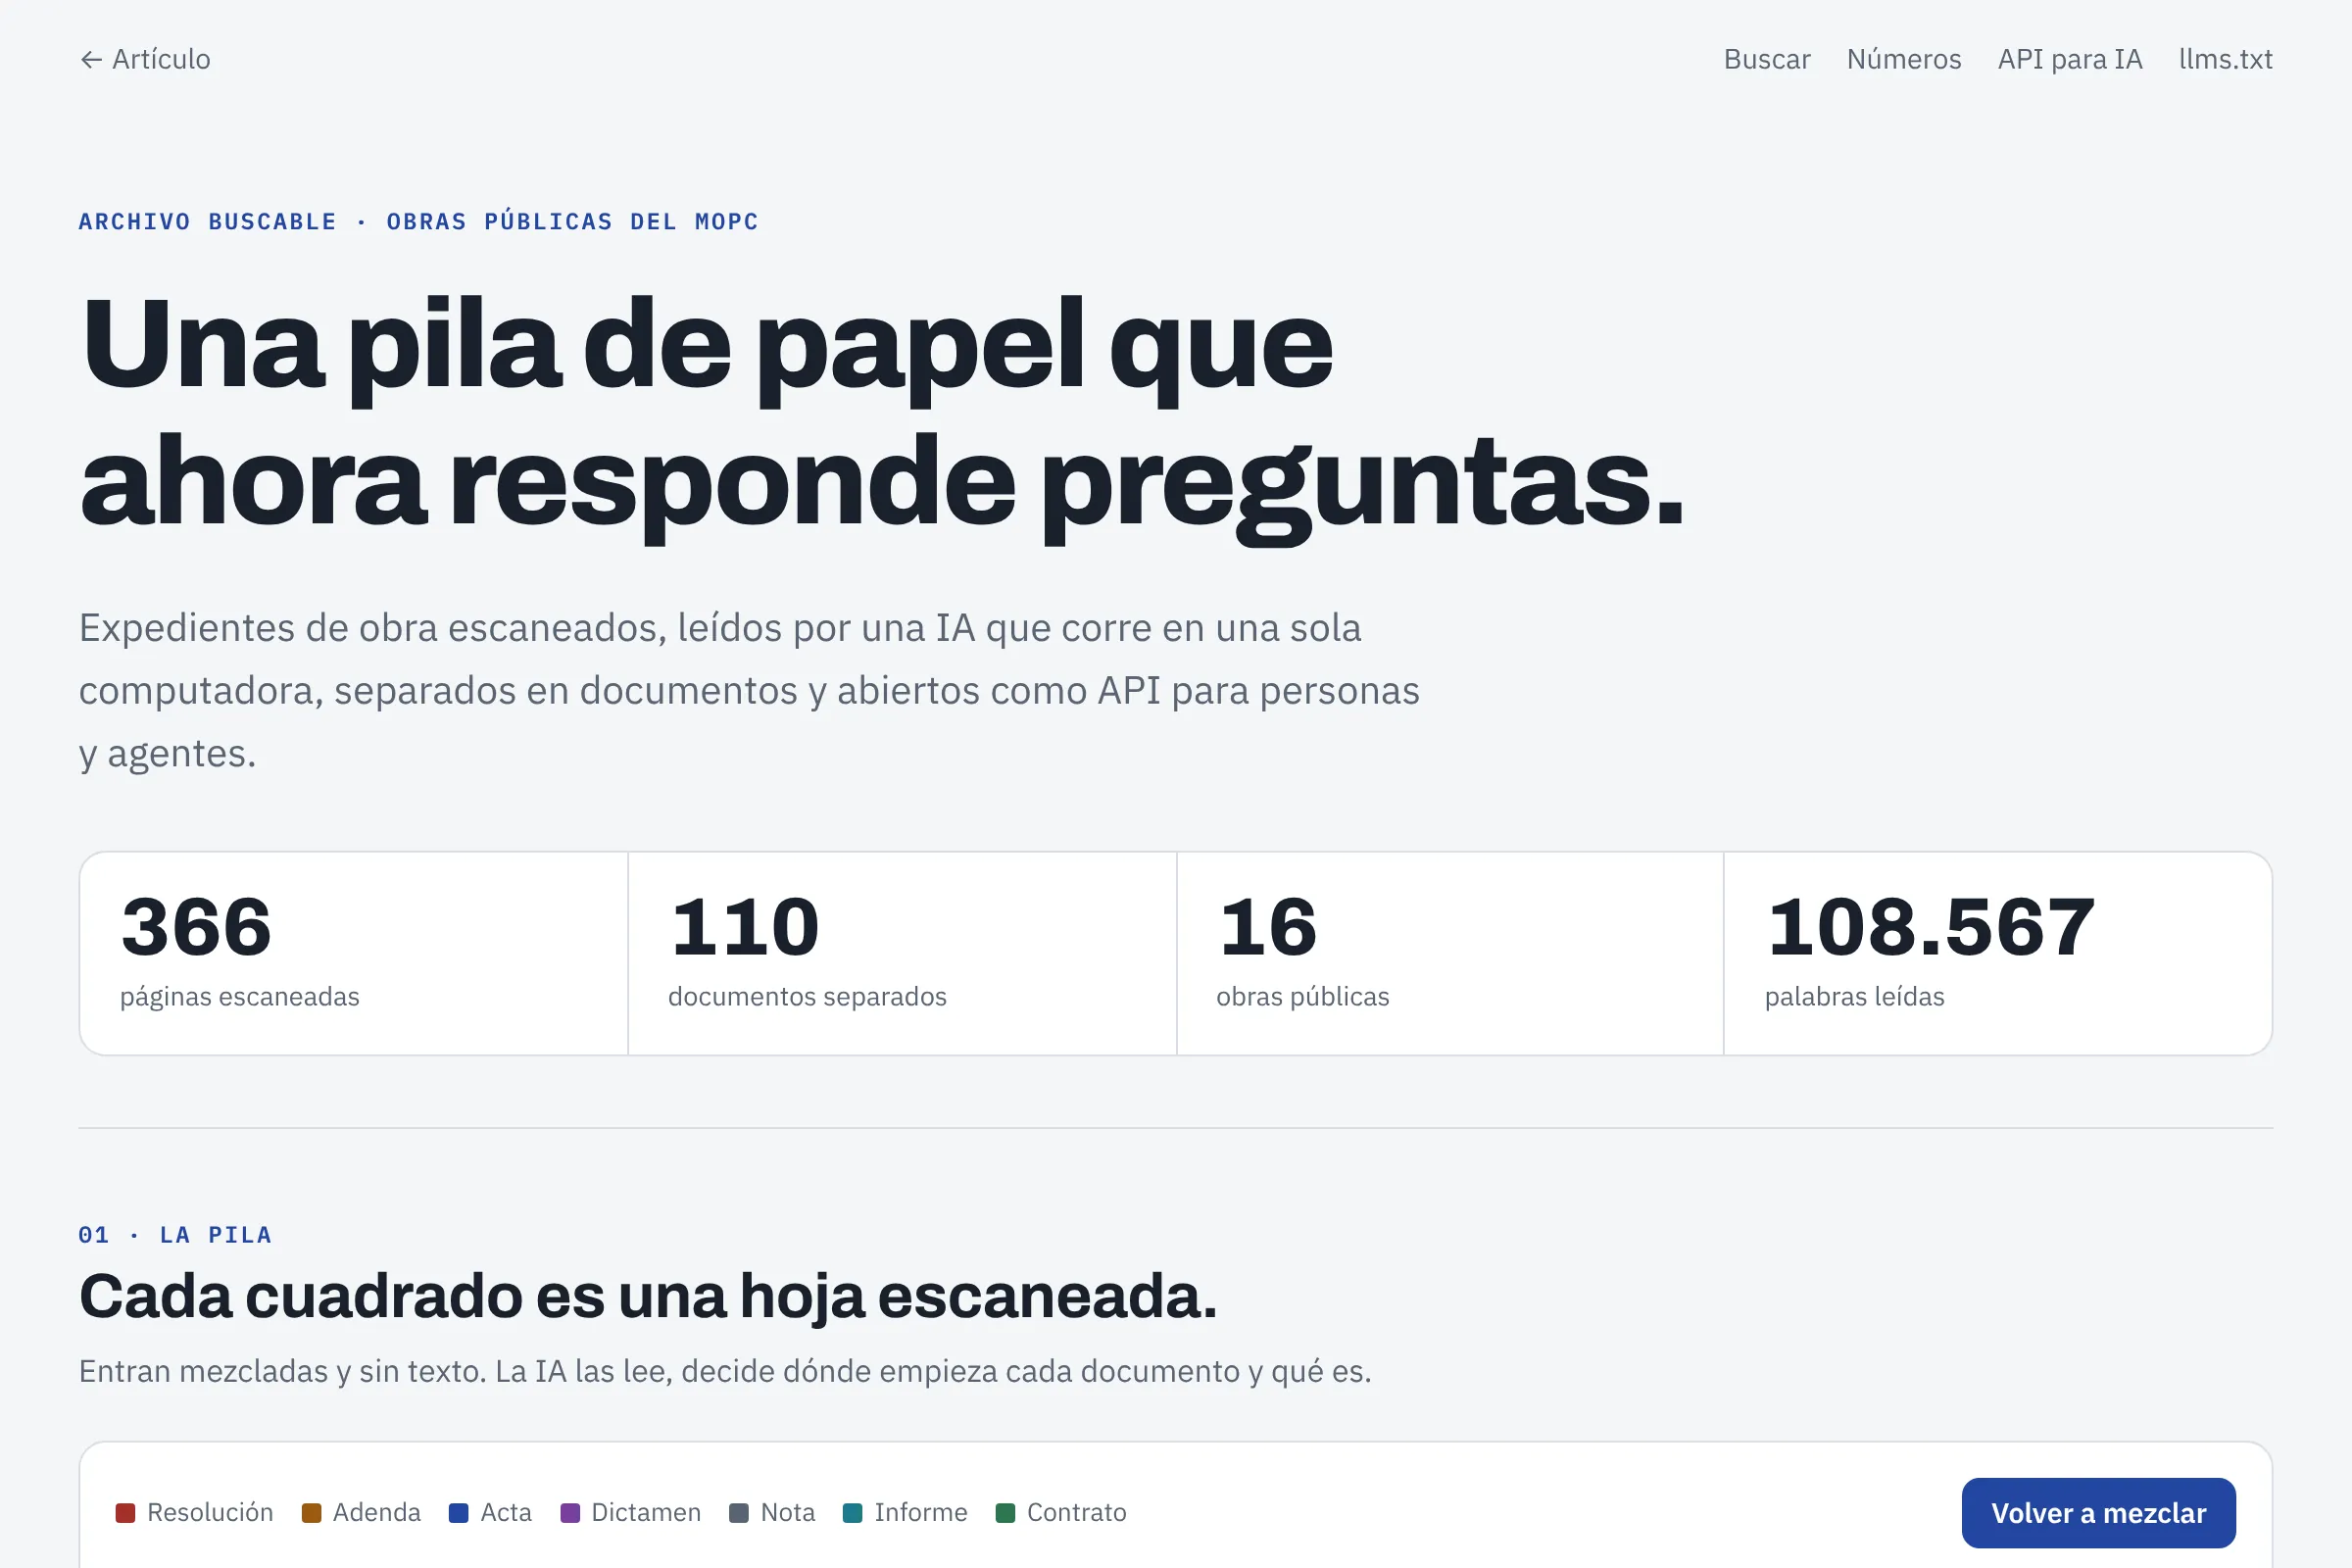 ← Artículo
Buscar Números API para IA llms.txt
ARCHIVO BUSCABLE · OBRAS PÚBLICAS DEL MOPC
Una pila de papel que
ahora responde preguntas.
Expedientes de obra escaneados, leídos por una IA que corre en una sola
computadora, separados en documentos y abiertos como API para personas
y agentes.
366
páginas escaneadas
110
documentos separados
16
obras públicas
108.567
palabras leídas
01 · LA PILA
Cada cuadrado es una hoja escaneada.
Entran mezcladas y sin texto. La IA las lee, decide dónde empieza cada documento y qué es.
Resolución Adenda Acta Dictamen Nota Informe Contrato
Volver a mezclar